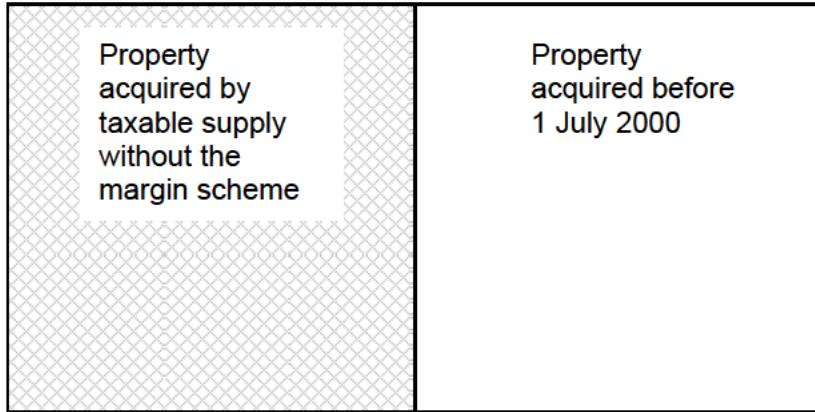 Property
acquired by
taxable supply
without the
margin scheme
Property
acquired before
1 July 2000